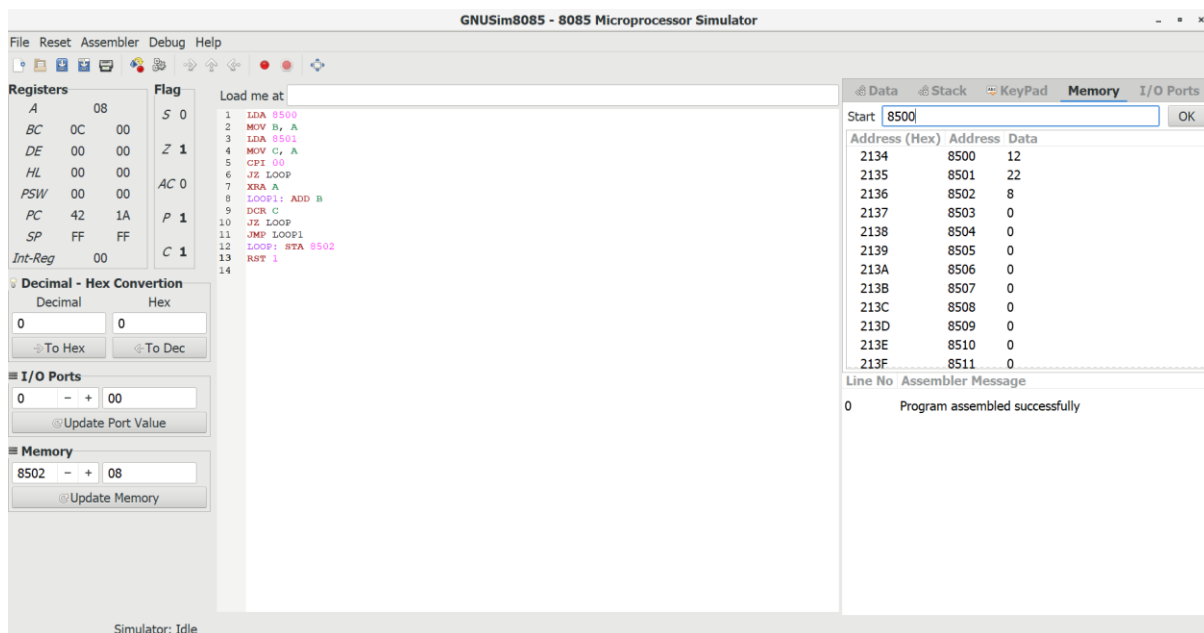 GNUSim8085 - 8085 Microprocessor Simulator
File Reset Assembler Debug Help
Registers
A 08
BC 0C 00
DE 00 00
HL 00 00
PSW 00 00
PC 42 1A
SP FF FF
Int-Reg 00
Flag
S 0
Z 1
AC 0
P 1
C 1
Decimal - Hex Convertion
Decimal Hex
0 0
To Hex To Dec
I/O Ports
0 - + 00
Update Port Value
Memory
8502 - + 08
Update Memory
Load me at
1 LDA 8500
2 MOV B, A
3 LDA 8501
4 MOV C, A
5 CPI 00
6 JZ LOOP
7 XRA A
8 LOOP1: ADD B
9 DCR C
10 JZ LOOP
11 JMP LOOP1
12 LOOP: STA 8502
13 RST 1
14
Data Stack KeyPad Memory I/O Ports
Start 8500 OK
Address (Hex) Address Data
2134 8500 12
2135 8501 22
2136 8502 8
2137 8503 0
2138 8504 0
2139 8505 0
213A 8506 0
213B 8507 0
213C 8508 0
213D 8509 0
213E 8510 0
213F 8511 0
Line No Assembler Message
0 Program assembled successfully
Simulator: Idle